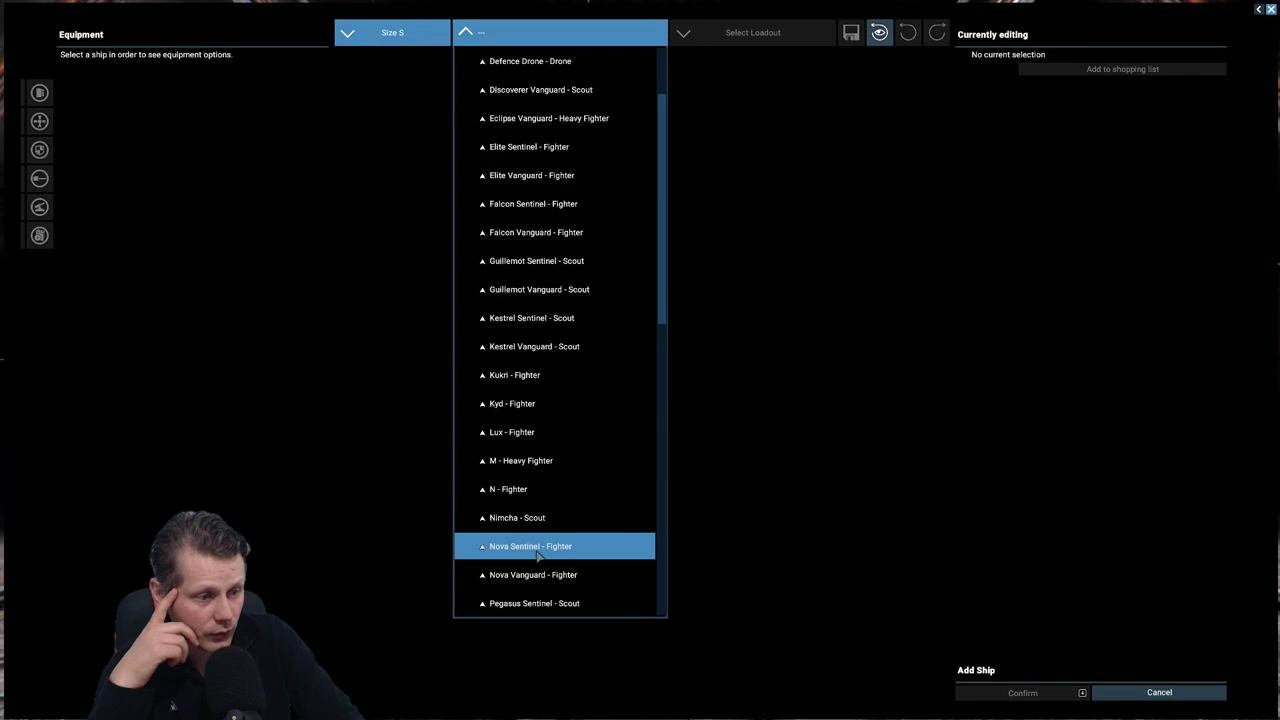 Equipment
Select a ship in order to see equipment options.
Size S
---
Select Loadout
Currently editing
No current selection
Add to shopping list
Defence Drone - Drone
Discoverer Vanguard - Scout
Eclipse Vanguard - Heavy Fighter
Elite Sentinel - Fighter
Elite Vanguard - Fighter
Falcon Sentinel - Fighter
Falcon Vanguard - Fighter
Guillemot Sentinel - Scout
Guillemot Vanguard - Scout
Kestrel Sentinel - Scout
Kestrel Vanguard - Scout
Kukri - Fighter
Kyd - Fighter
Lux - Fighter
M - Heavy Fighter
N - Fighter
Nimcha - Scout
Nova Sentinel - Fighter
Nova Vanguard - Fighter
Pegasus Sentinel - Scout
Add Ship
Confirm
Cancel